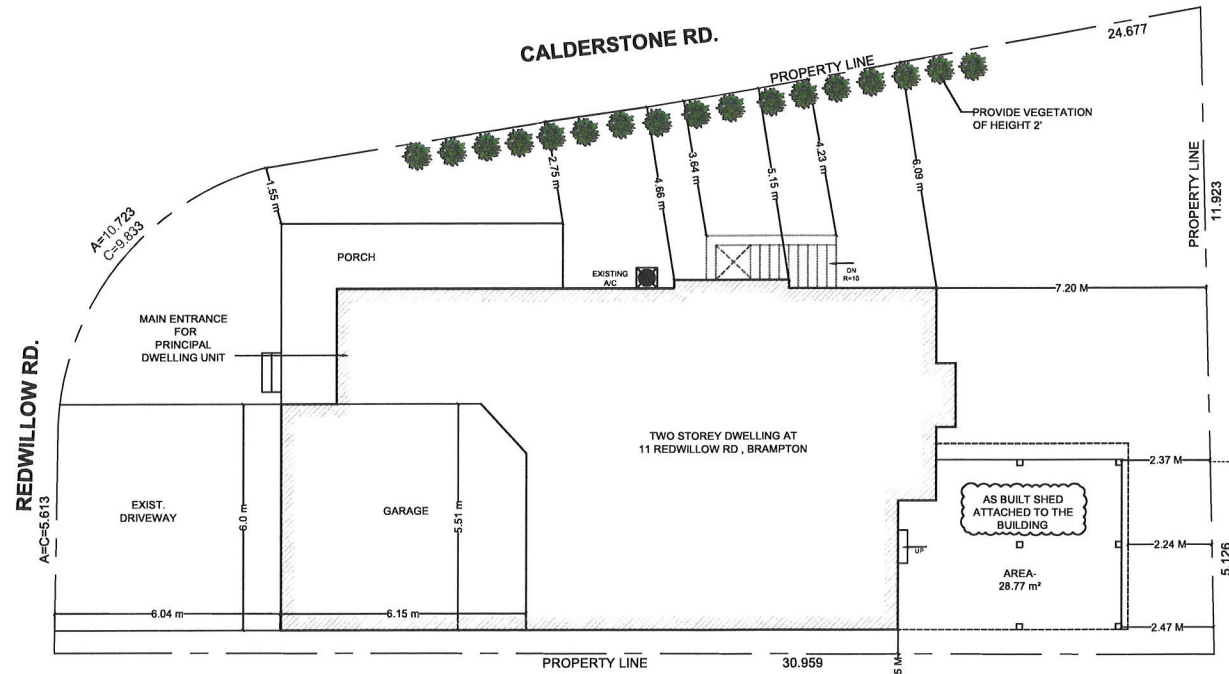 CALDERSTONE RD.
24.677
PROPERTY LINE
PROVIDE VEGETATION
OF HEIGHT 2'
PROPERTY LINE
11.923
1.55 m
2.75 m
4.66 m
3.64 m
5.15 m
4.23 m
6.09 m
A=10.723
C=9.833
PORCH
EXISTING
A/C
DN
R=10
7.20 M
MAIN ENTRANCE
FOR
PRINCIPAL
DWELLING UNIT
REDWILLOW RD.
TWO STOREY DWELLING AT
11 REDWILLOW RD , BRAMPTON
2.37 M
AS BUILT SHED
ATTACHED TO THE
BUILDING
EXIST.
DRIVEWAY
6.0 m
GARAGE
5.51 m
A=C=5.613
UP
2.24 M
5.126
AREA-
28.77 m²
6.04 m
6.15 m
2.47 M
PROPERTY LINE
30.959
5 M